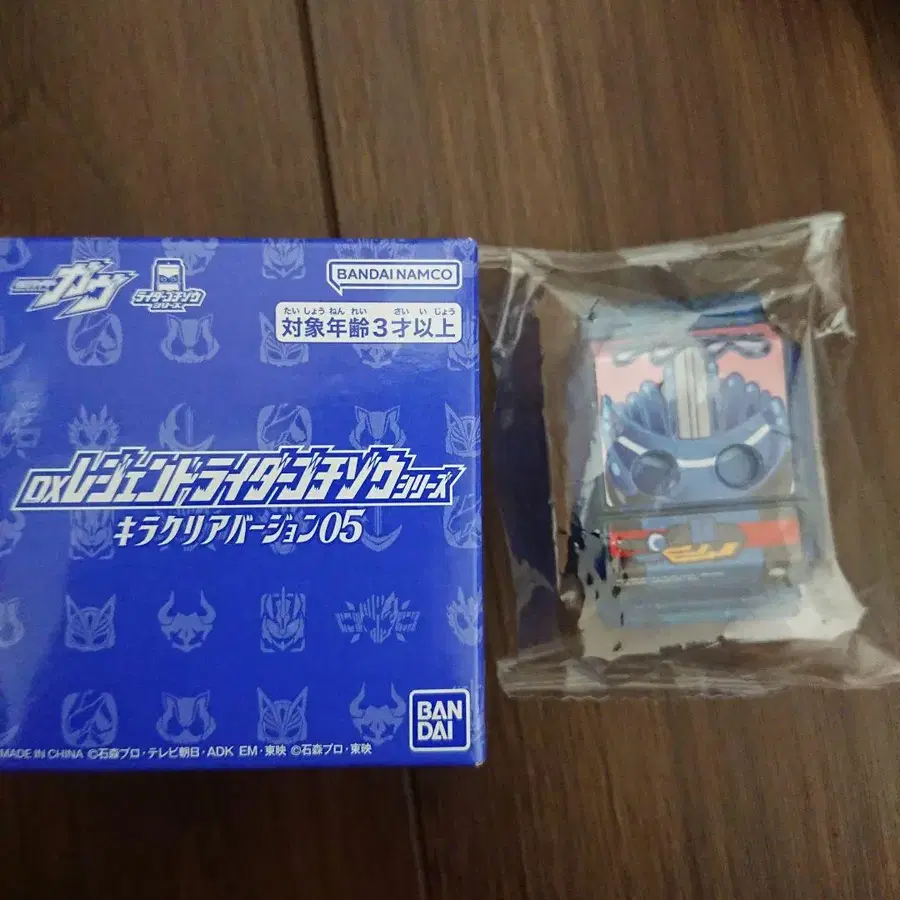 ガヴ
ライダーゴチゾウ
シリーズ
BANDAI NAMCO
たい しょう ねん れい さい い じょう
対象年齢3才以上
DXレジェンドライダーゴチゾウシリーズ
キラクリアバージョン05
BAN
DAI
MADE IN CHINA ©石森プロ・テレビ朝日・ADK EM・東映 ©石森プロ・東映